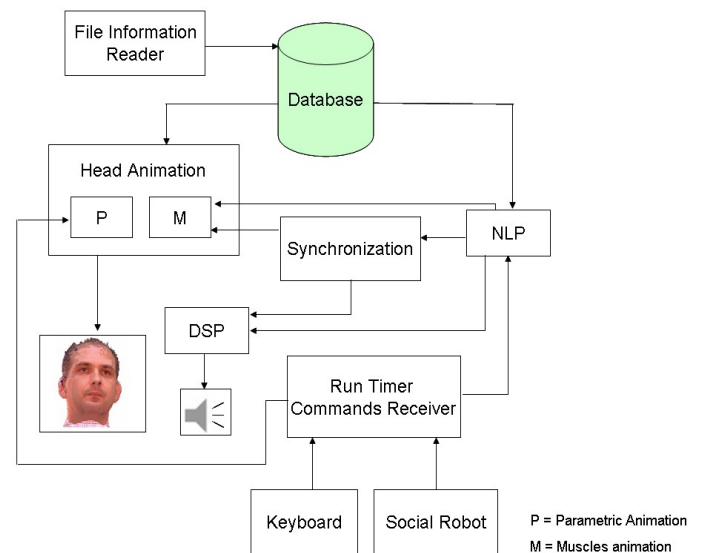 File Information
Reader
Database
Head Animation
P
M
NLP
Synchronization
DSP
Run Timer
Commands Receiver
Keyboard
Social Robot
P = Parametric Animation
M = Muscles animation